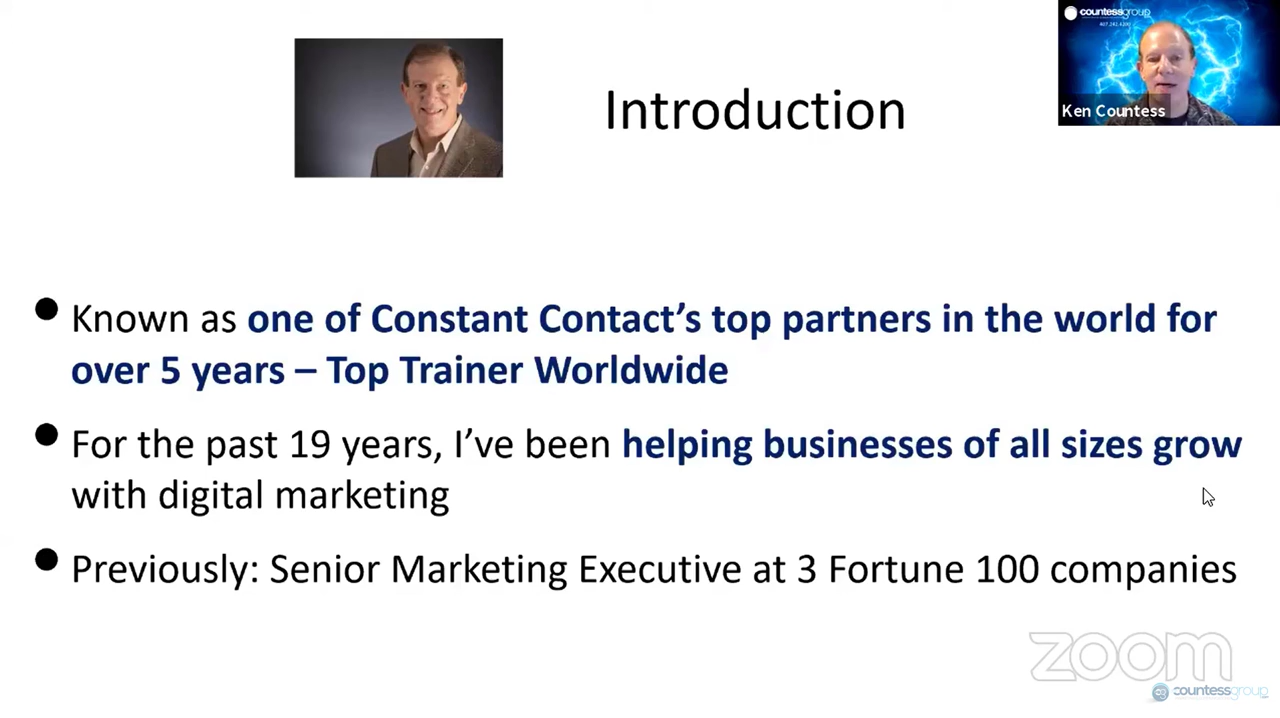 countessgroup
Introduction
Ken Countess
• Known as one of Constant Contact’s top partners in the world for
over 5 years – Top Trainer Worldwide
• For the past 19 years, I’ve been helping businesses of all sizes grow
with digital marketing
• Previously: Senior Marketing Executive at 3 Fortune 100 companies
zoom
countessgroup